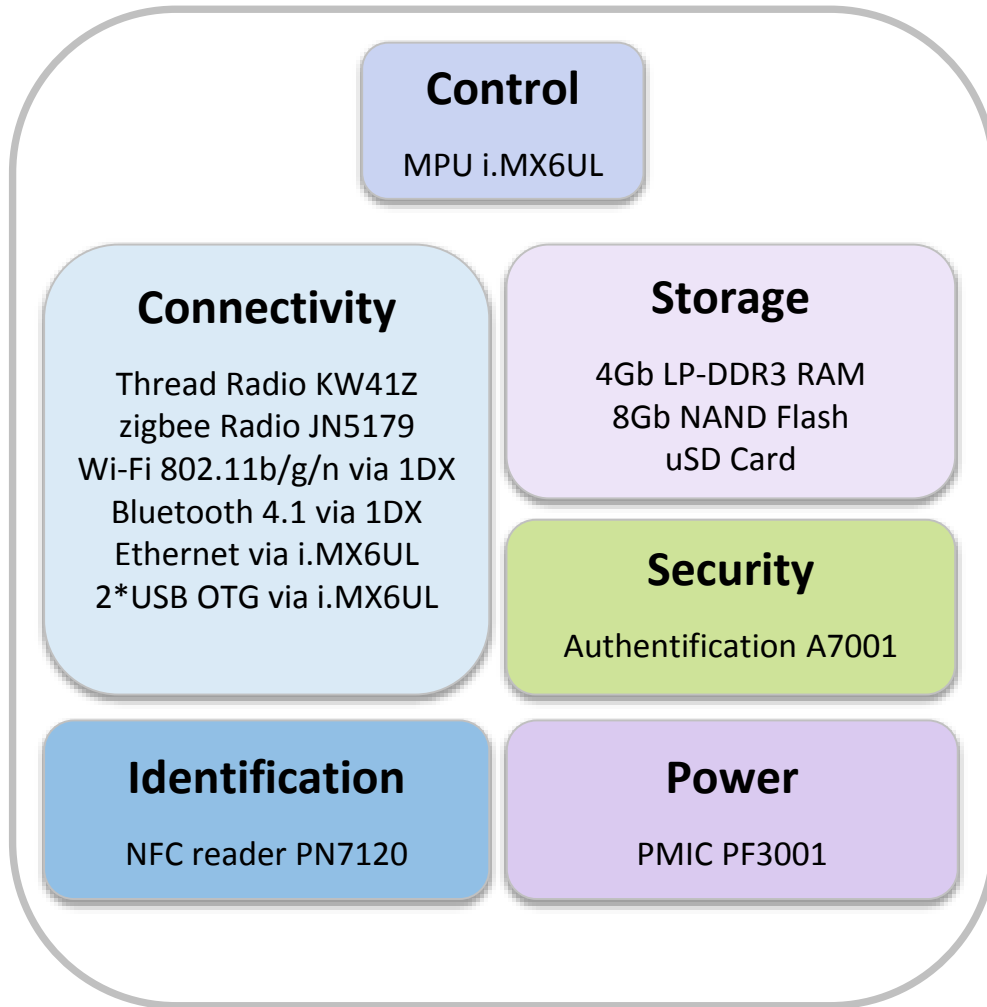 Control
MPU i.MX6UL
Connectivity
Thread Radio KW41Z
zigbee Radio JN5179
Wi-Fi 802.11b/g/n via 1DX
Bluetooth 4.1 via 1DX
Ethernet via i.MX6UL
2*USB OTG via i.MX6UL
Storage
4Gb LP-DDR3 RAM
8Gb NAND Flash
uSD Card
Security
Authentification A7001
Identification
NFC reader PN7120
Power
PMIC PF3001